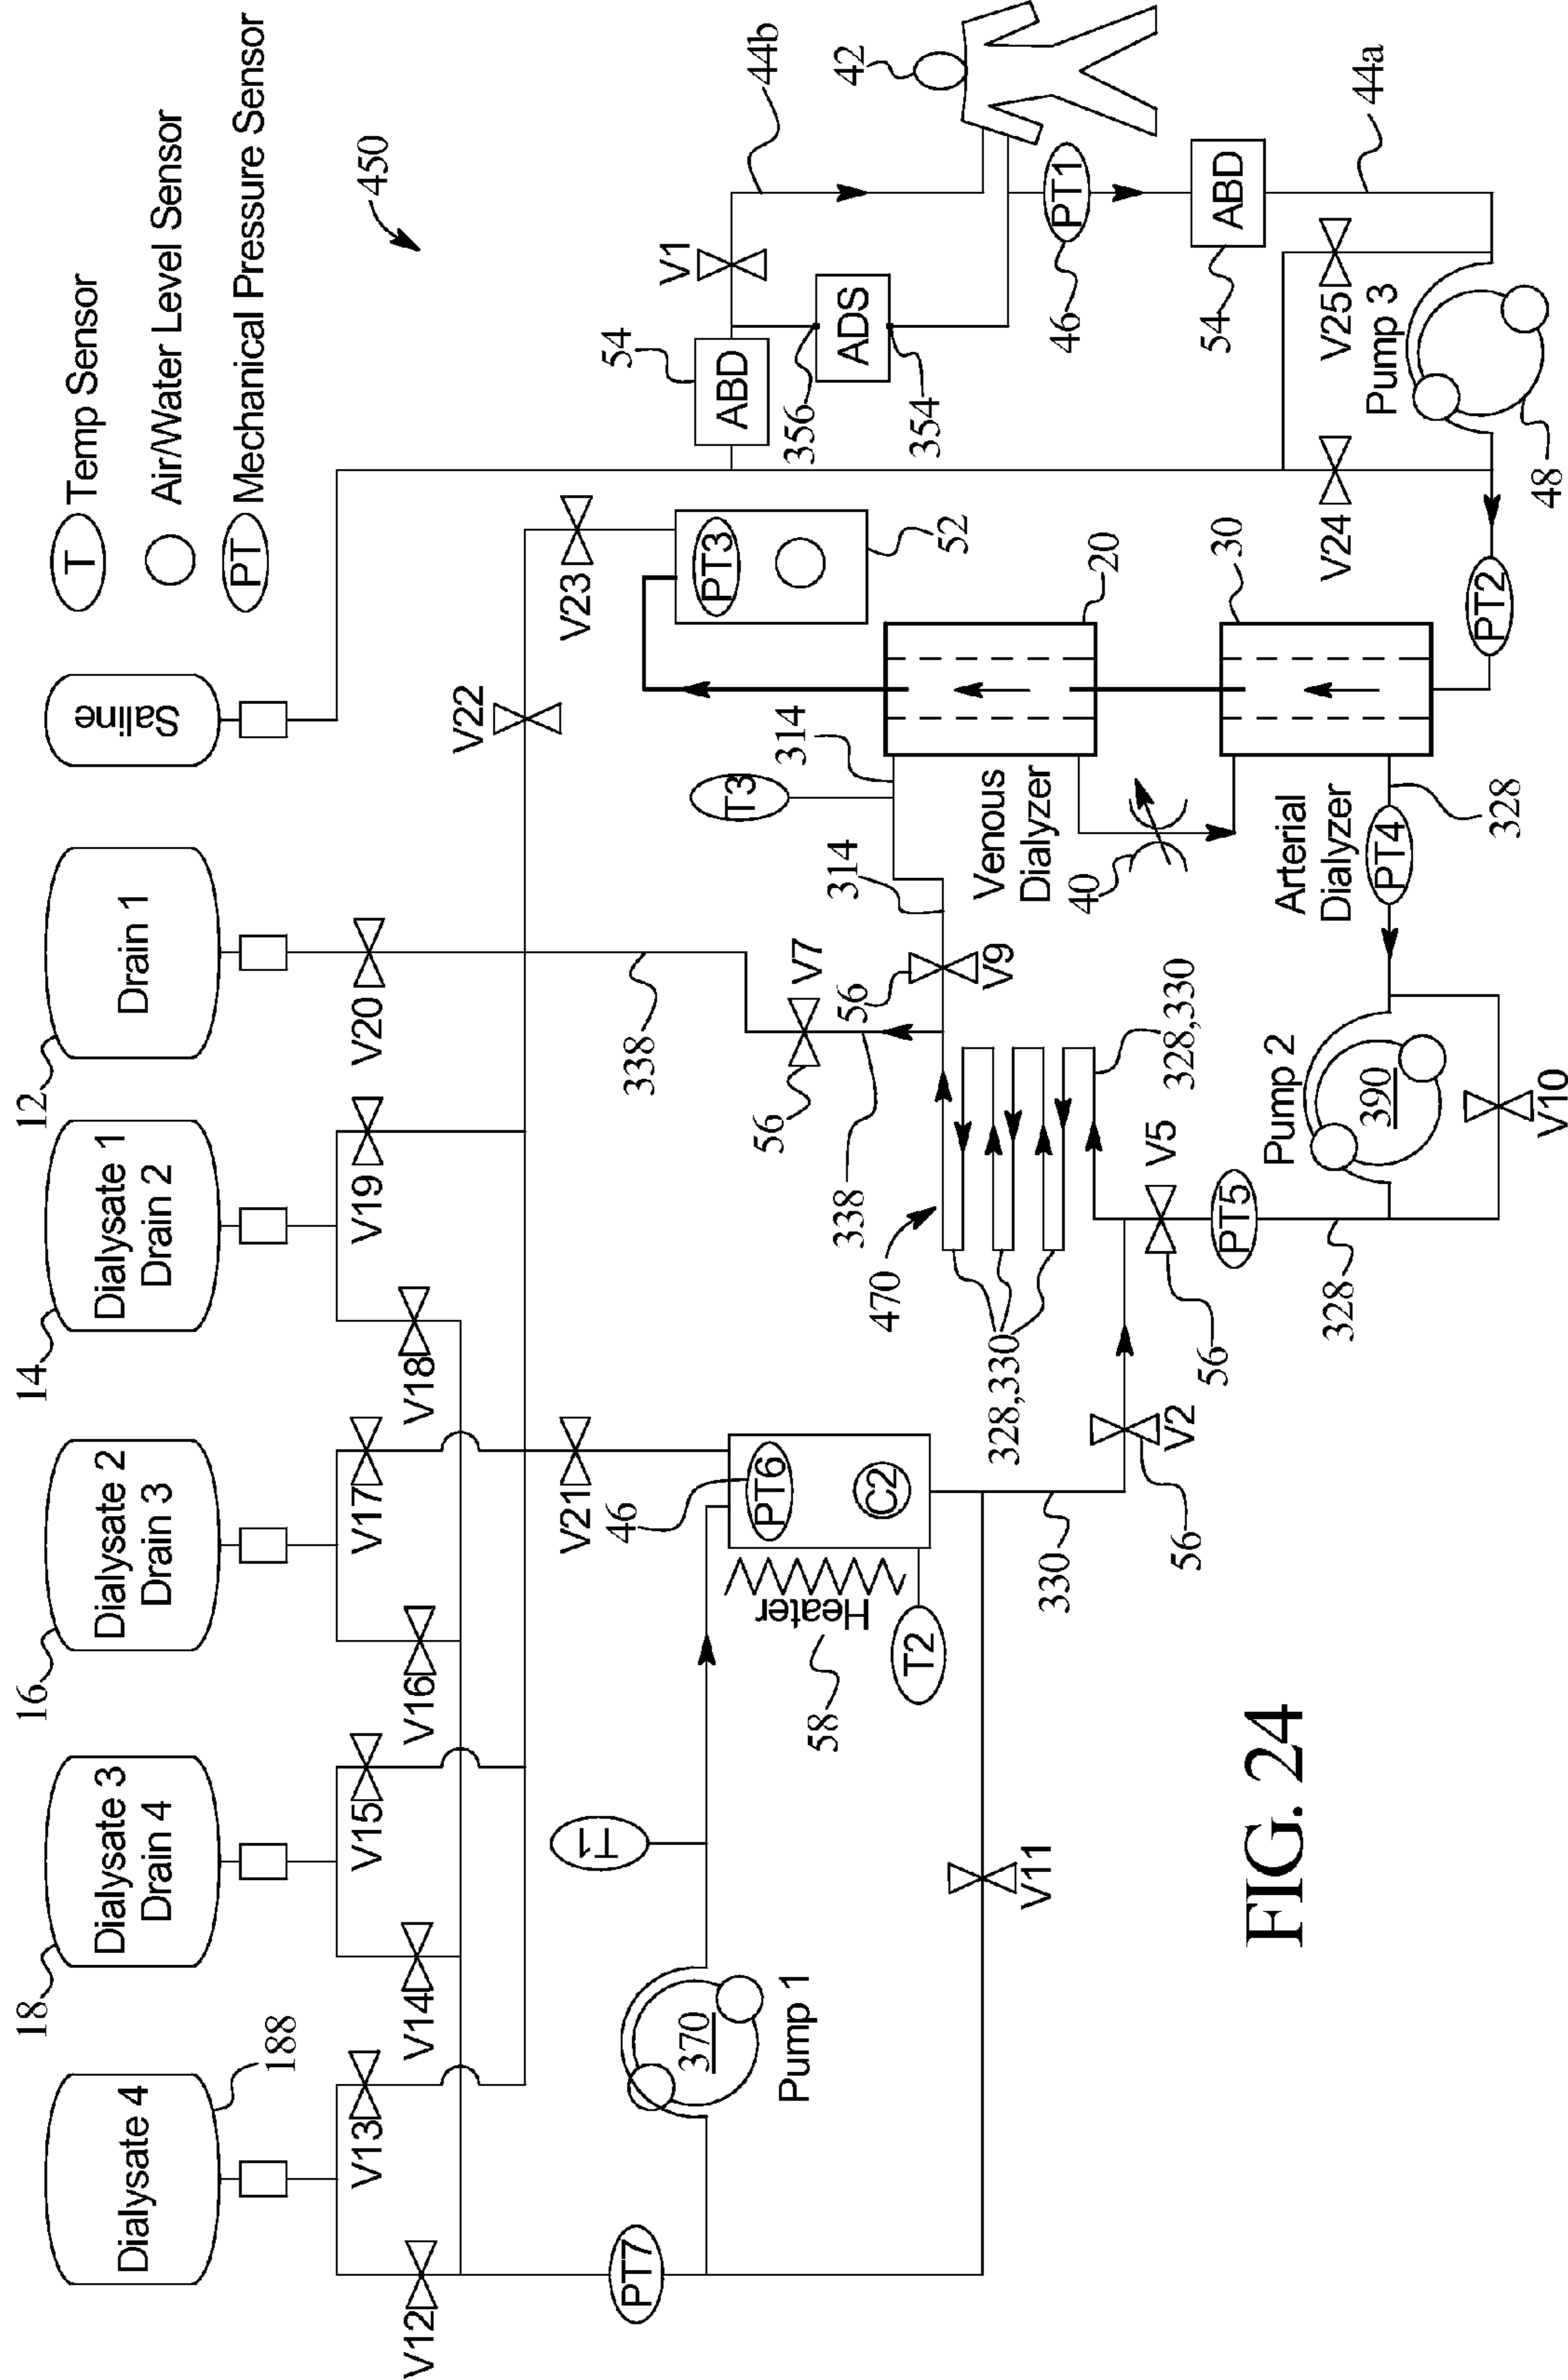 T Temp Sensor
Air/Water Level Sensor
PT Mechanical Pressure Sensor
450
188
Dialysate 4
18
Dialysate 3
Drain 4
16
Dialysate 2
Drain 3
14
Dialysate 1
Drain 2
12
Drain 1
Saline
V12
V13
V14
V15
V16
V17
V18
V19
V20
V21
V22
V23
PT7
370
Pump 1
T1
Heater
58
T2
46
PT6
C2
V11
330
V2
56
328,330
470
338
338
V7
56
V9
56
314
314
T3
328,330
V5
56
PT5
328
Pump 2
390
V10
PT4
328
Venous
Dialyzer
40
Arterial
Dialyzer
20
30
PT3
52
PT2
V24
V25
Pump 3
48
54
ABD
356
ADS
354
V1
44b
42
PT1
46
ABD
54
44a
FIG. 24